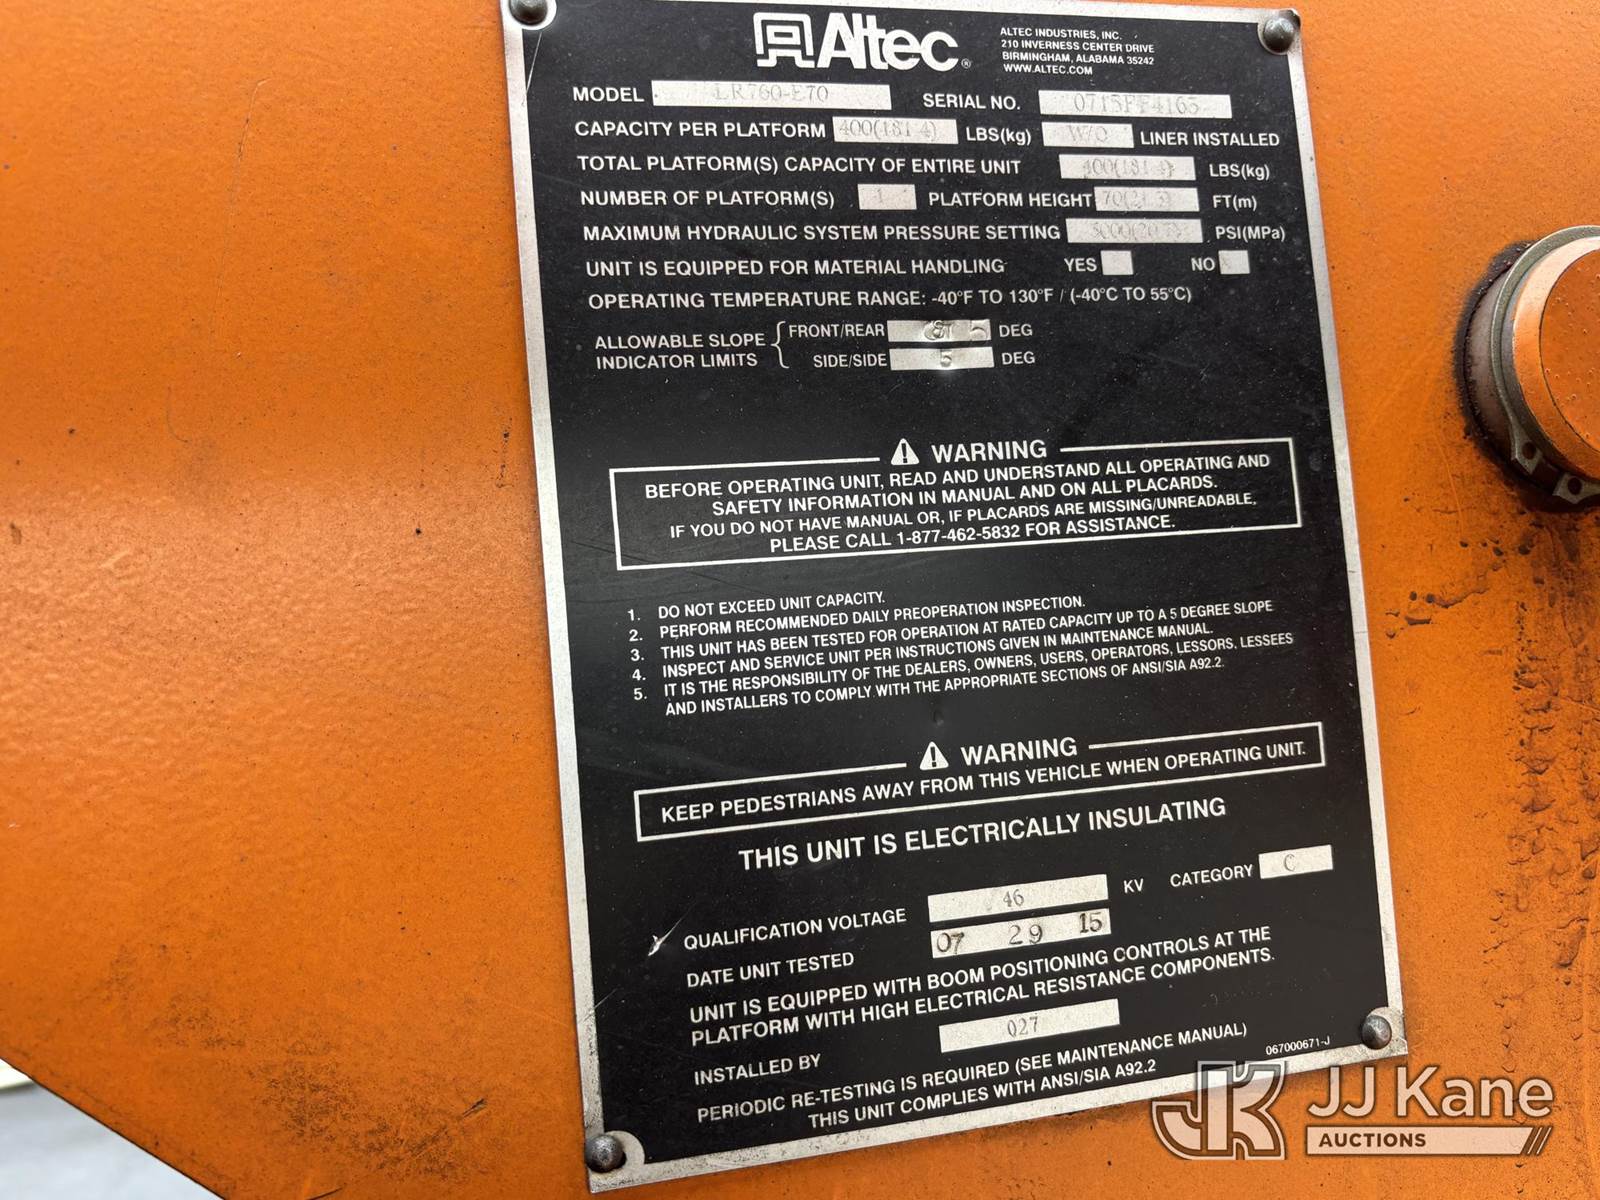 Altec®
ALTEC INDUSTRIES, INC.
210 INVERNESS CENTER DRIVE
BIRMINGHAM, ALABAMA 35242
WWW.ALTEC.COM
MODEL LR760-E70 SERIAL NO. 0715FF4165
CAPACITY PER PLATFORM 400(181.4) LBS(kg) W/O LINER INSTALLED
TOTAL PLATFORM(S) CAPACITY OF ENTIRE UNIT 400(181.4) LBS(kg)
NUMBER OF PLATFORM(S) 1 PLATFORM HEIGHT 70(21.3) FT(m)
MAXIMUM HYDRAULIC SYSTEM PRESSURE SETTING 3000(20.7) PSI(MPa)
UNIT IS EQUIPPED FOR MATERIAL HANDLING YES NO
OPERATING TEMPERATURE RANGE: -40°F TO 130°F / (-40°C TO 55°C)
ALLOWABLE SLOPE INDICATOR LIMITS
FRONT/REAR 5 DEG
SIDE/SIDE 5 DEG
WARNING
BEFORE OPERATING UNIT, READ AND UNDERSTAND ALL OPERATING AND
SAFETY INFORMATION IN MANUAL AND ON ALL PLACARDS.
IF YOU DO NOT HAVE MANUAL OR, IF PLACARDS ARE MISSING/UNREADABLE,
PLEASE CALL 1-877-462-5832 FOR ASSISTANCE.
1. DO NOT EXCEED UNIT CAPACITY.
2. PERFORM RECOMMENDED DAILY PREOPERATION INSPECTION.
3. THIS UNIT HAS BEEN TESTED FOR OPERATION AT RATED CAPACITY UP TO A 5 DEGREE SLOPE
4. INSPECT AND SERVICE UNIT PER INSTRUCTIONS GIVEN IN MAINTENANCE MANUAL.
5. IT IS THE RESPONSIBILITY OF THE DEALERS, OWNERS, USERS, OPERATORS, LESSORS, LESSEES
AND INSTALLERS TO COMPLY WITH THE APPROPRIATE SECTIONS OF ANSI/SIA A92.2.
WARNING
KEEP PEDESTRIANS AWAY FROM THIS VEHICLE WHEN OPERATING UNIT.
THIS UNIT IS ELECTRICALLY INSULATING
QUALIFICATION VOLTAGE 46 KV CATEGORY C
DATE UNIT TESTED 07 29 15
UNIT IS EQUIPPED WITH BOOM POSITIONING CONTROLS AT THE
PLATFORM WITH HIGH ELECTRICAL RESISTANCE COMPONENTS.
INSTALLED BY 027
PERIODIC RE-TESTING IS REQUIRED (SEE MAINTENANCE MANUAL)
THIS UNIT COMPLIES WITH ANSI/SIA A92.2
067000671-J
JK JJ Kane
AUCTIONS